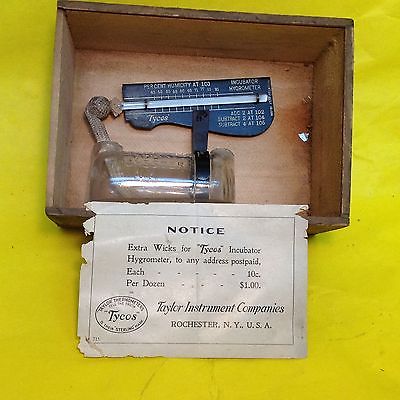 PERCENT HUMIDITY AT 103
INCUBATOR
HYGROMETER
Tycos
ADD 2 AT 102
SUBTRACT 2 AT 104
SUBTRACT 4 AT 105
NOTICE
Extra Wicks for "Tycos" Incubator
Hygrometer, to any address postpaid,
Each - - - - - 10c.
Per Dozen - - - $1.00.
Taylor Instrument Companies
ROCHESTER, N. Y., U. S. A.
TAYLOR THERMOMETERS
"Tycos"